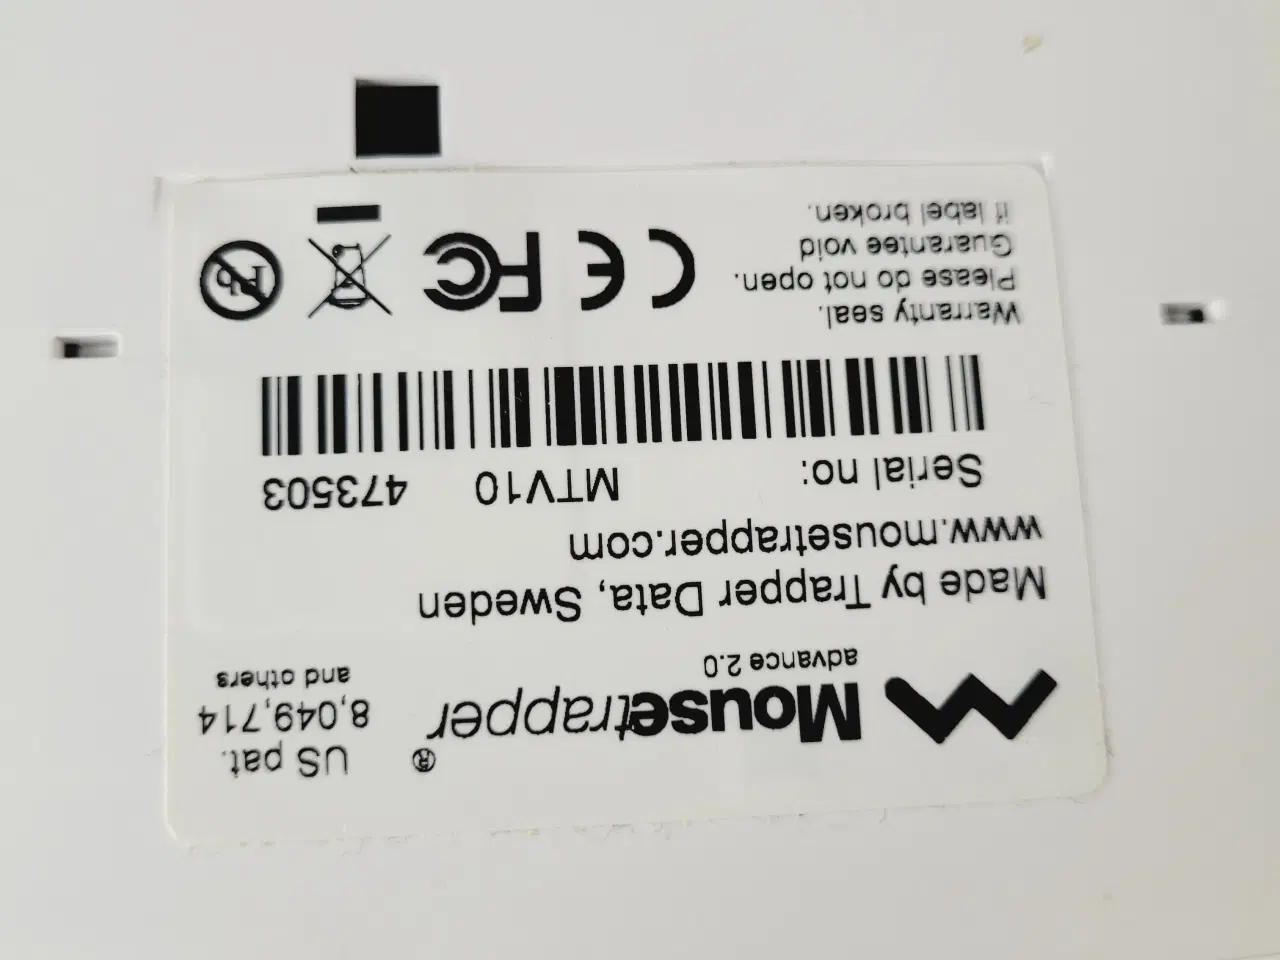 Mousetrapper®
advance 2.0
US pat.
8,049,714
and others
Made by Trapper Data, Sweden
www.mousetrapper.com
Serial no: MTV10 473503
Warranty seal.
Please do not open.
Guarantee void
if label broken.
CE FC Pb